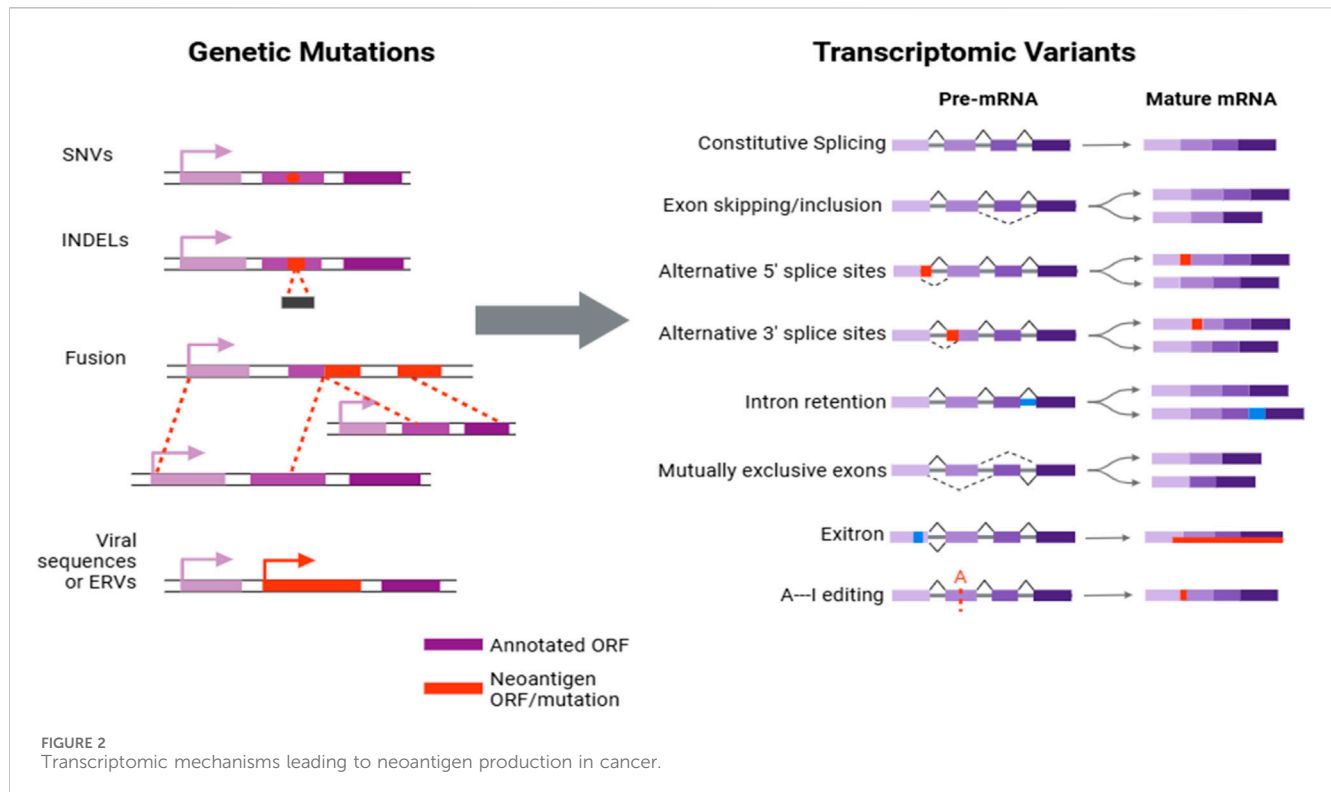 Genetic Mutations
SNVs
INDELs
Fusion
Viral
sequences
or ERVs
Annotated ORF
Neoantigen
ORF/mutation
Transcriptomic Variants
Pre-mRNA
Mature mRNA
Constitutive Splicing
Exon skipping/inclusion
Alternative 5' splice sites
Alternative 3' splice sites
Intron retention
Mutually exclusive exons
Exitron
A
A---I editing
FIGURE 2
Transcriptomic mechanisms leading to neoantigen production in cancer.